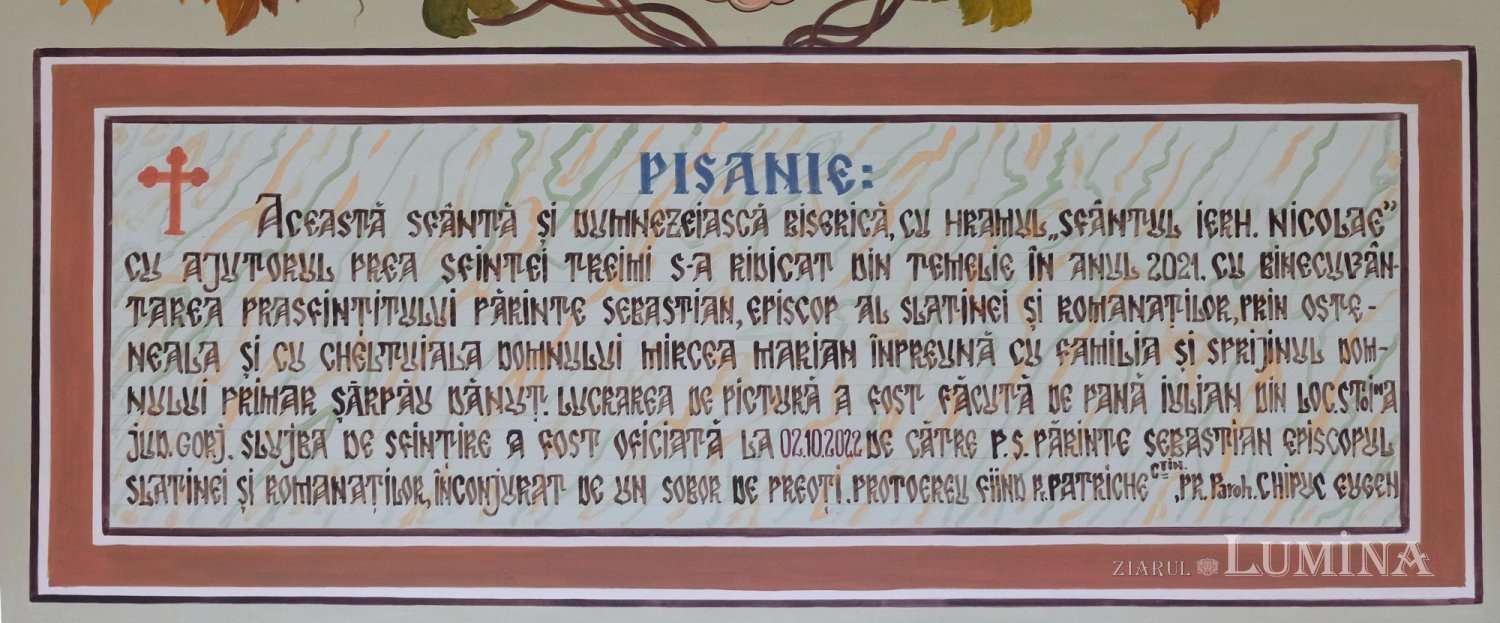 PISANIE:
ACEASTĂ SFÂNTĂ ȘI DUMNEZEIASCĂ BISERICĂ, CU HRAMUL „SFÂNTUL IERH. NICOLAE”
CU AJUTORUL PREA SFINTEI TREIMI S-A RIDICAT DIN TEMELIE ÎN ANUL 2021. CU BINECUVÂN-
TAREA PRASFINȚITULUI PĂRINTE SEBASTIAN, EPISCOP AL SLATINEI ȘI ROMANAȚILOR, PRIN OSTE-
NEALA ȘI CU CHELTUIALA DOMNULUI MIRCEA MARIAN ÎNPREUNĂ CU FAMILIA ȘI SPRIJINUL DOM-
NULUI PRIMAR ȘĂRPĂU DĂNUȚ. LUCRAREA DE PICTURĂ A FOST FĂCUTĂ DE PANĂ IULIAN DIN LOC.
JUD. GORJ. SLUJBA DE SFINTIRE A FOST OFICIATĂ LA 02.10.2022 DE CĂTRE P.S. PĂRINTE SEBASTIAN EPISCOPUL
SLATINEI ȘI ROMANAȚILOR, ÎNCONJURAT DE UN SOBOR DE PREOȚI. PROTOEREU FIIND Pr. PATRICHE CTIN. , PR. Paroh. CHIPUC EUGEN
ZIARUL LUMINA